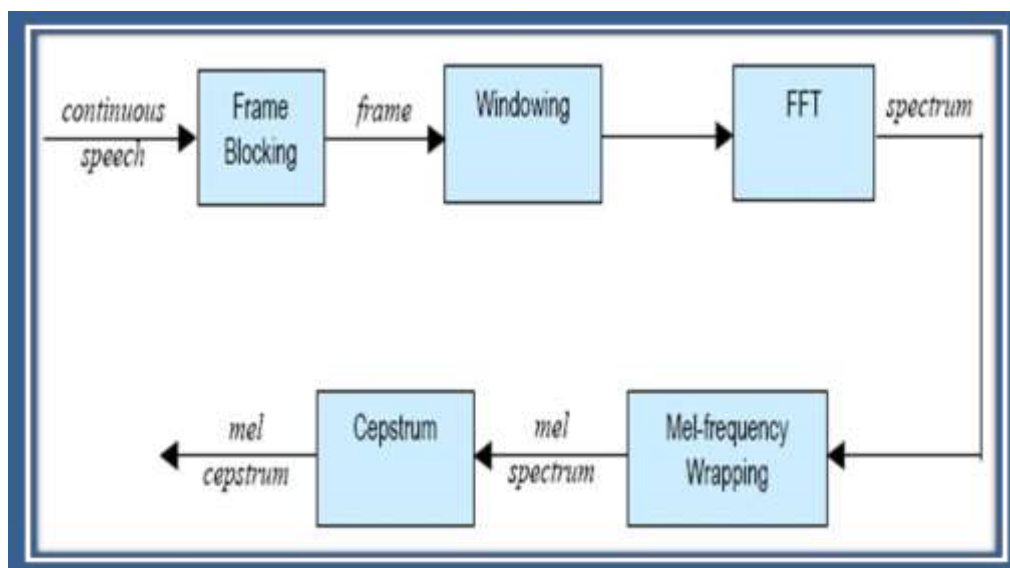 continuous
speech
Frame
Blocking
frame
Windowing
FFT
spectrum
mel
cepstrum
Cepstrum
mel
spectrum
Mel-frequency
Wrapping